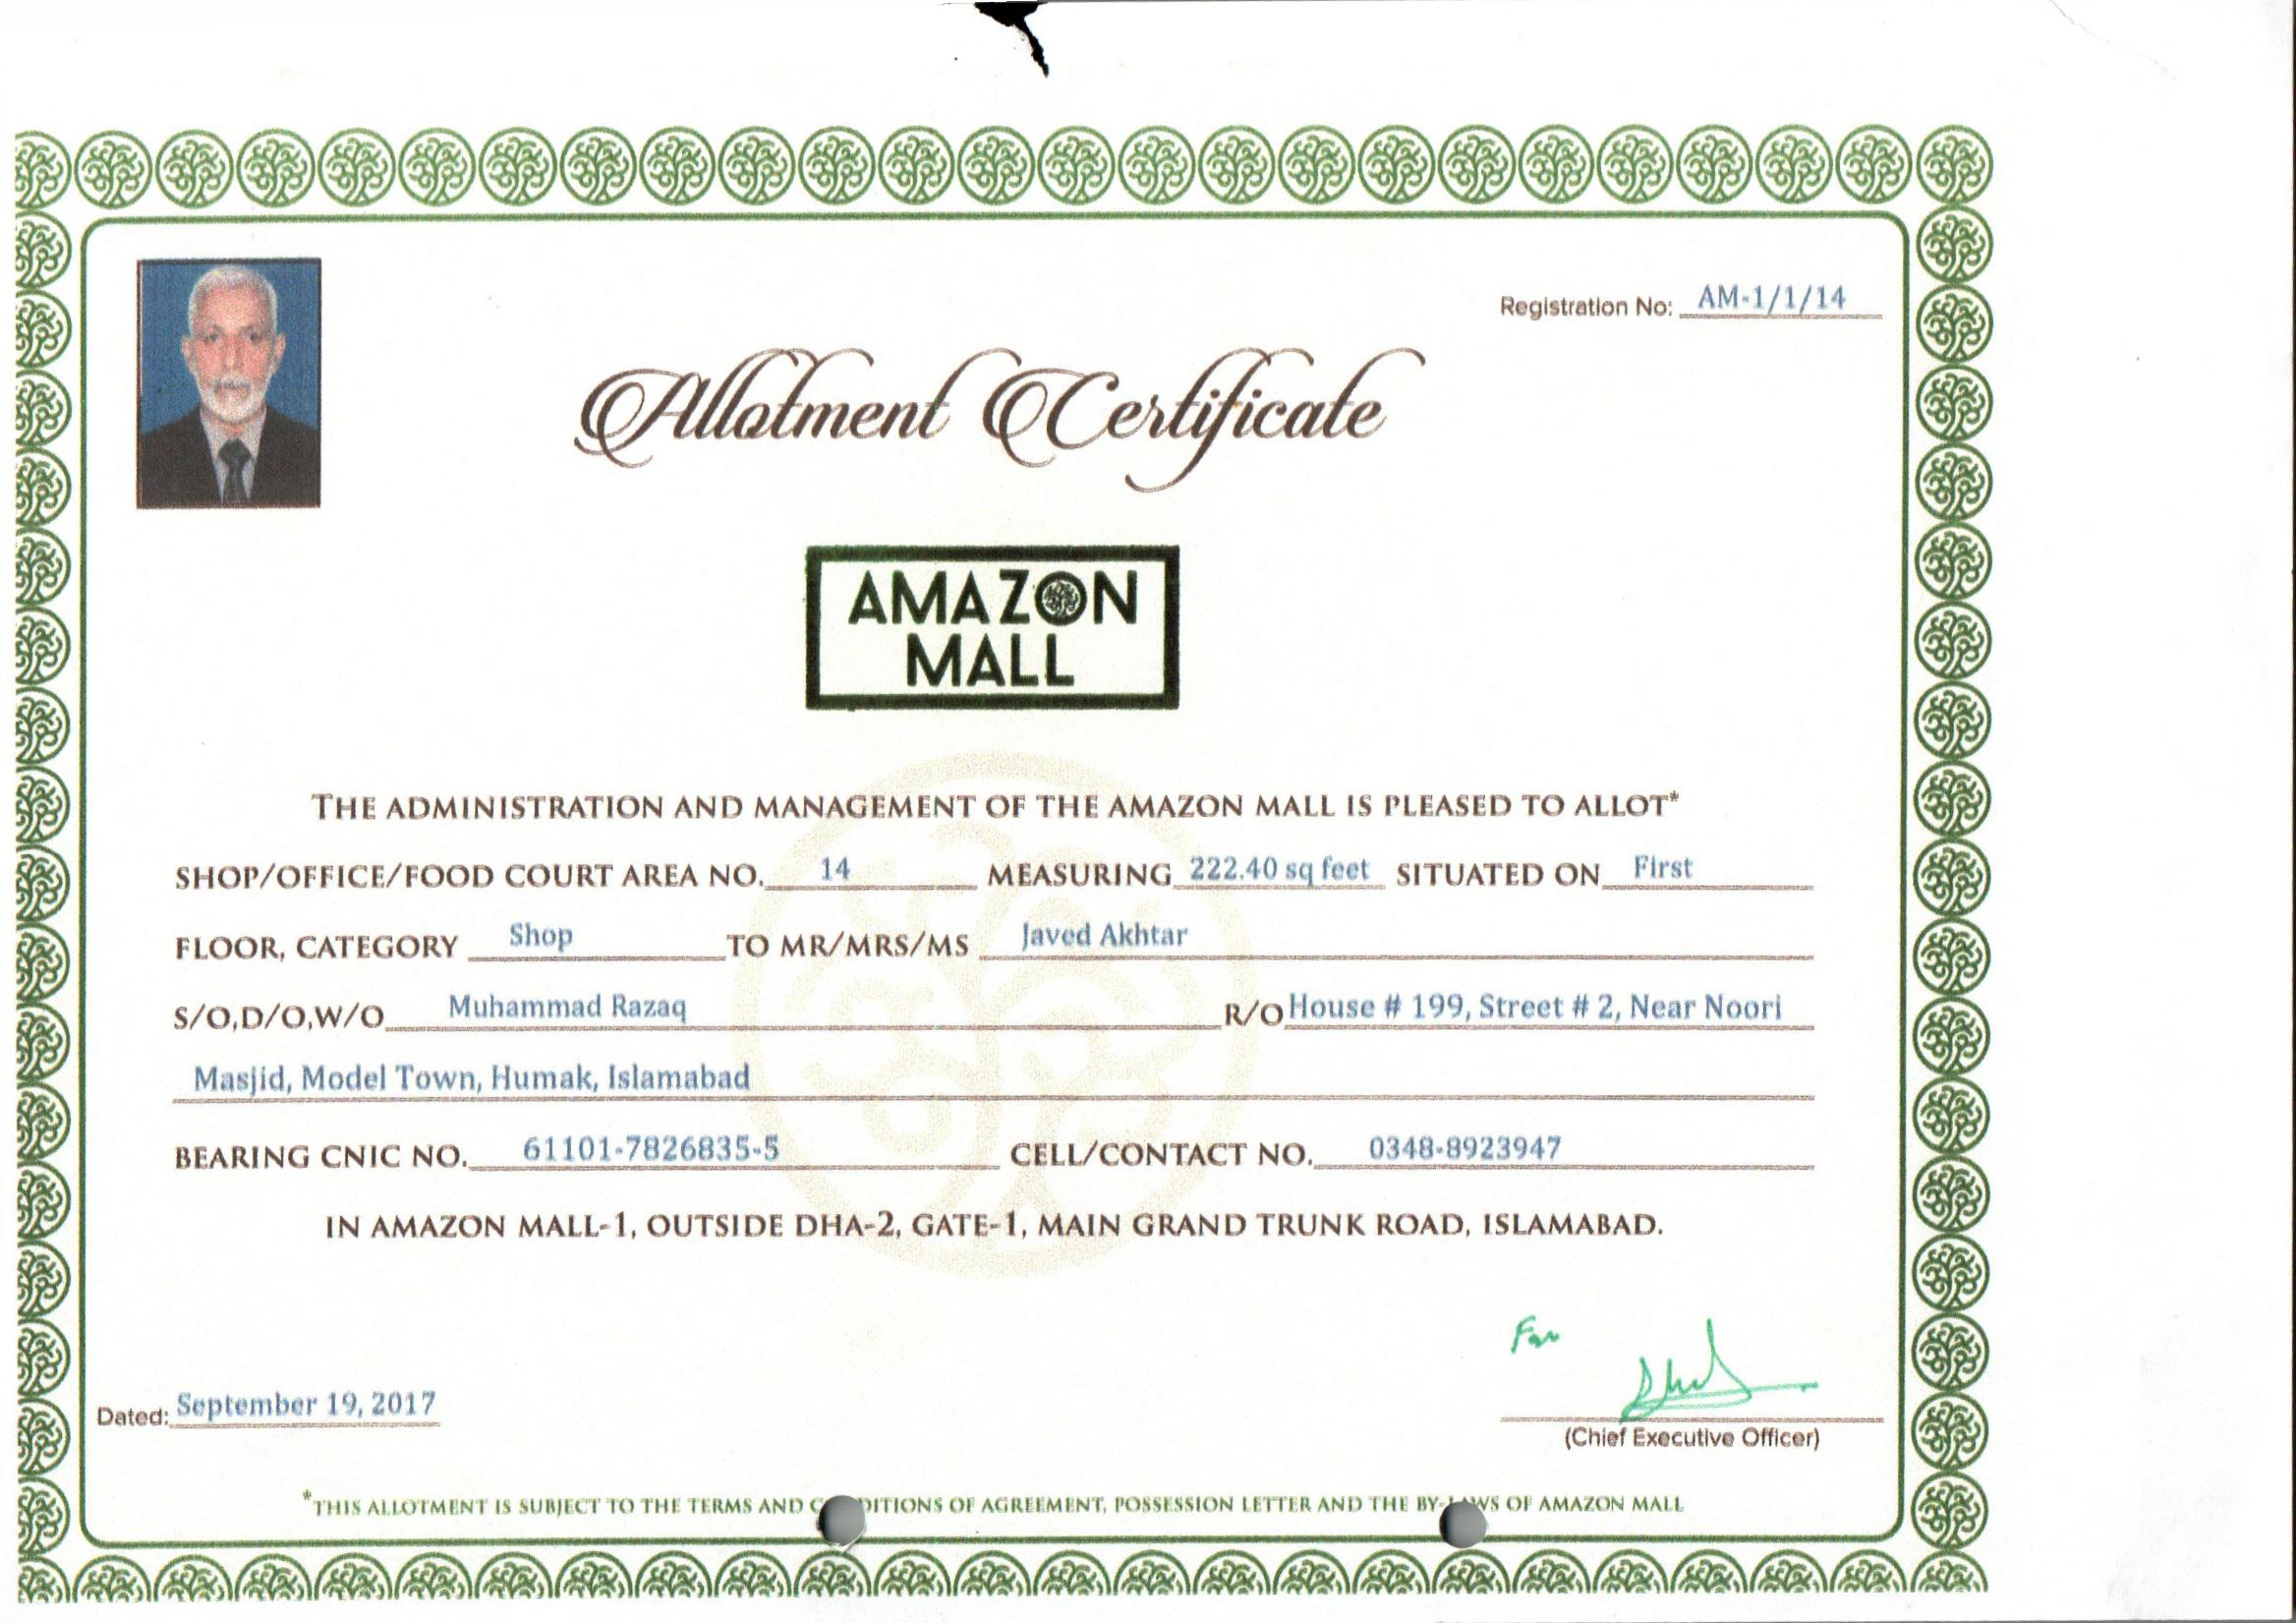 Registration No: AM-1/1/14
Allotment Certificate
AMAZON
MALL
THE ADMINISTRATION AND MANAGEMENT OF THE AMAZON MALL IS PLEASED TO ALLOT*
SHOP/OFFICE/FOOD COURT AREA NO. 14 MEASURING 222.40 sq feet SITUATED ON First
FLOOR, CATEGORY Shop TO MR/MRS/MS Javed Akhtar
S/O,D/O,W/O Muhammad Razaq R/O House # 199, Street # 2, Near Noori
Masjid, Model Town, Humak, Islamabad
BEARING CNIC NO. 61101-7826835-5 CELL/CONTACT NO. 0348-8923947
IN AMAZON MALL-1, OUTSIDE DHA-2, GATE-1, MAIN GRAND TRUNK ROAD, ISLAMABAD.
For
Dated: September 19, 2017
(Chief Executive Officer)
*THIS ALLOTMENT IS SUBJECT TO THE TERMS AND CONDITIONS OF AGREEMENT, POSSESSION LETTER AND THE BY-LAWS OF AMAZON MALL